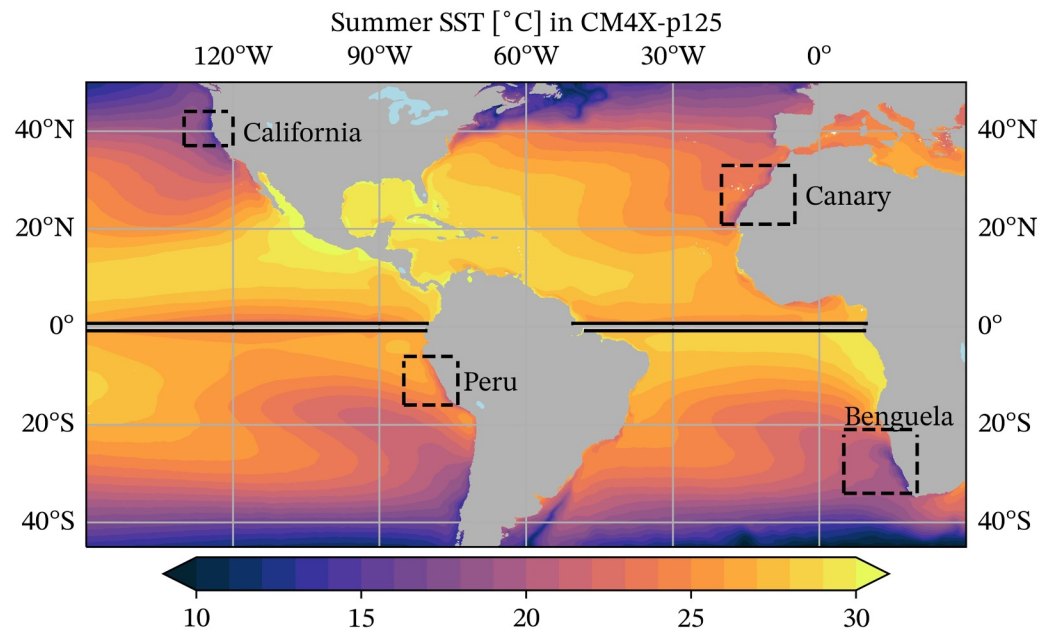 Summer SST [°C] in CM4X-p125
120°W 90°W 60°W 30°W 0°
40°N California 40°N
Canary
20°N 20°N
0° 0°
Peru
20°S Benguela 20°S
40°S 40°S
10 15 20 25 30